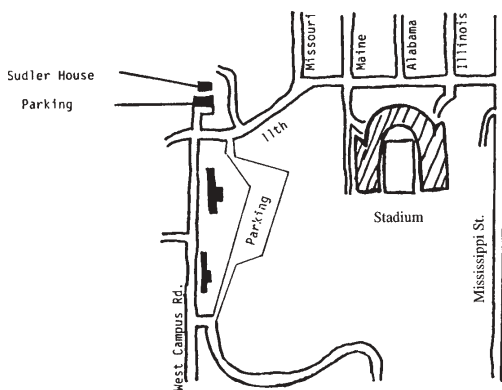 Missouri
Maine
Alabama
Illinois
Sudler House
Parking
11th
Parking
Stadium
Mississippi St.
West Campus Rd.